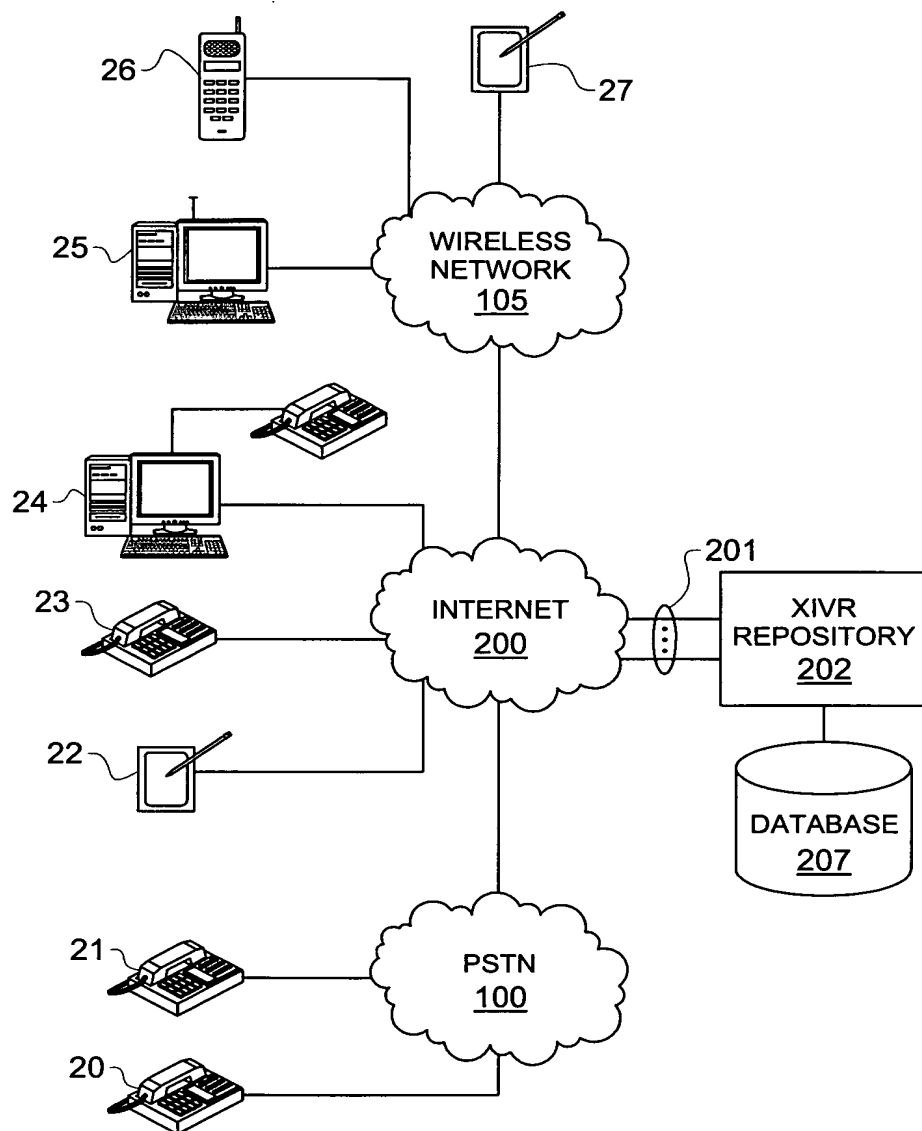 26
27
25
WIRELESS
NETWORK
105
24
201
23
INTERNET
200
XIVR
REPOSITORY
202
22
DATABASE
207
21
PSTN
100
20